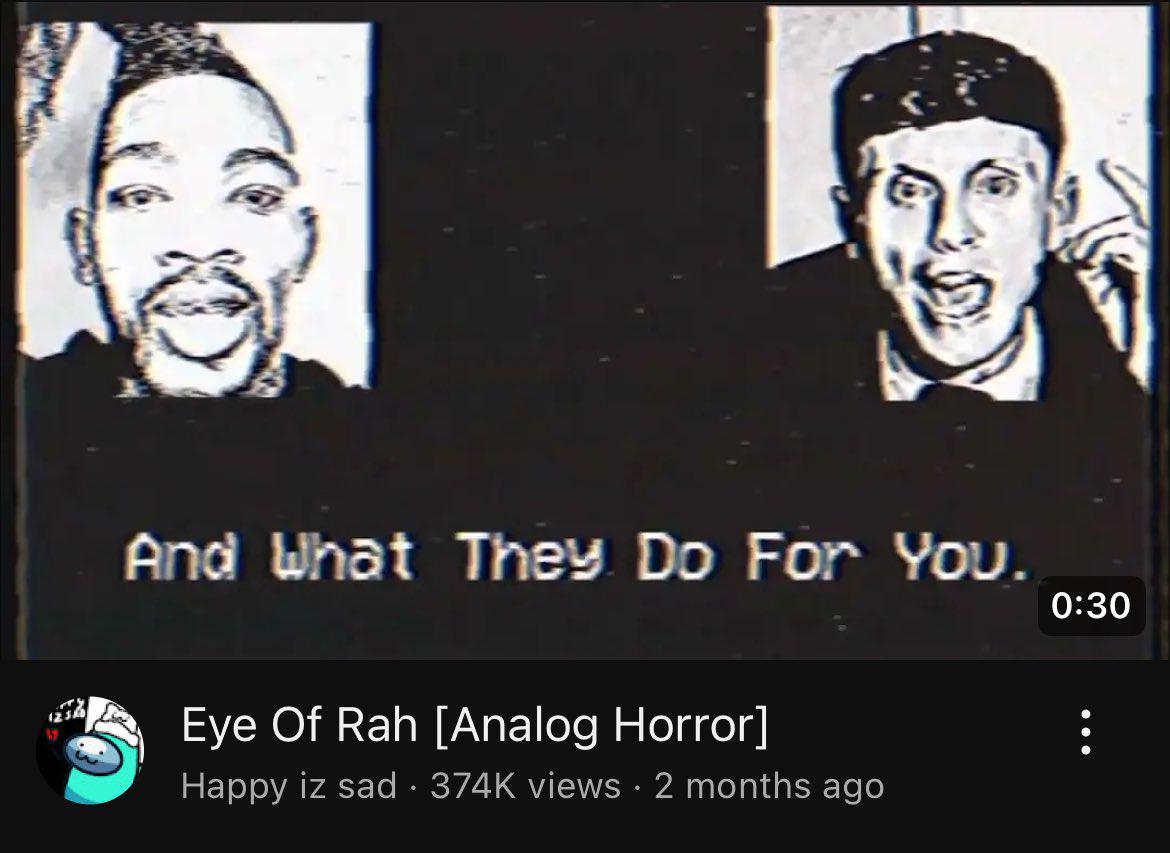 And What They Do For You.
0:30
Eye Of Rah [Analog Horror]
Happy iz sad · 374K views · 2 months ago